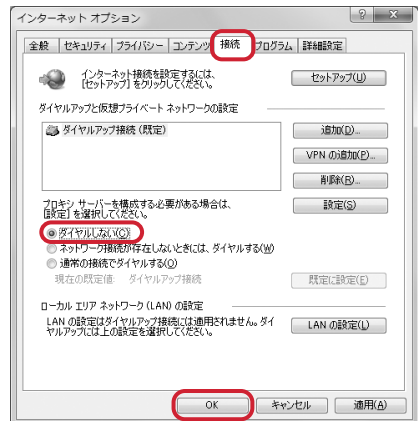 インターネット オプション
全般 セキュリティ プライバシー コンテンツ 接続 プログラム 詳細設定
インターネット接続を設定するには、
[セットアップ] をクリックしてください。
セットアップ(U)
ダイヤルアップと仮想プライベート ネットワークの設定
ダイヤルアップ接続 (既定)
追加(D)...
VPN の追加(P)...
削除(R)...
プロキシ サーバーを構成する必要がある場合は、
[設定] を選択してください。
設定(S)
ダイヤルしない(C)
ネットワーク接続が存在しないときには、ダイヤルする(W)
通常の接続でダイヤルする(O)
現在の既定値: ダイヤルアップ接続
既定に設定(E)
ローカル エリア ネットワーク (LAN) の設定
LAN の設定はダイヤルアップ接続には適用されません。ダイ
ヤルアップには上の設定を選択してください。
LAN の設定(L)
OK キャンセル 適用(A)